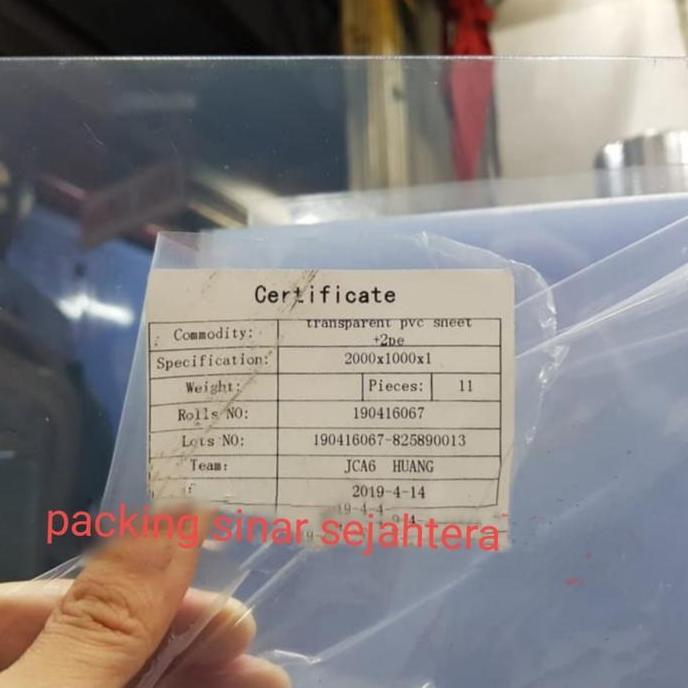 Certificate
Commodity: transparent pvc sheet
+2pe
Specification: 2000x1000x1
Weight: Pieces: 11
Rolls NO: 190416067
Lots NO: 190416067-825890013
Team: JCA6 HUANG
2019-4-14
packing sinar sejahtera